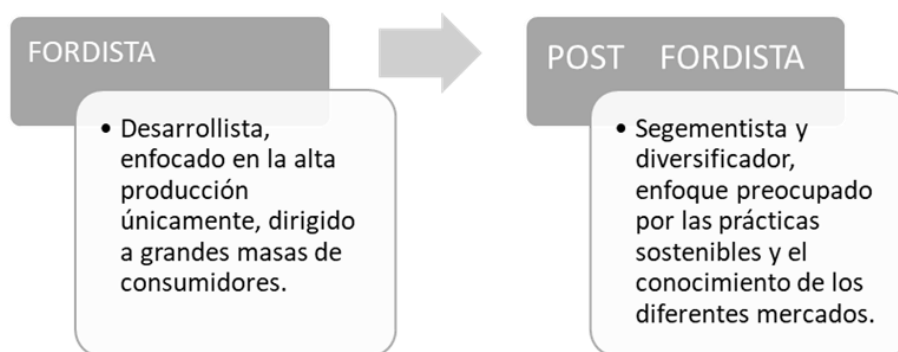 FORDISTA
• Desarrollista,
enfocado en la alta
producción
únicamente, dirigido
a grandes masas de
consumidores.
POST FORDISTA
• Segementista y
diversificador,
enfoque preocupado
por las prácticas
sostenibles y el
conocimiento de los
diferentes mercados.